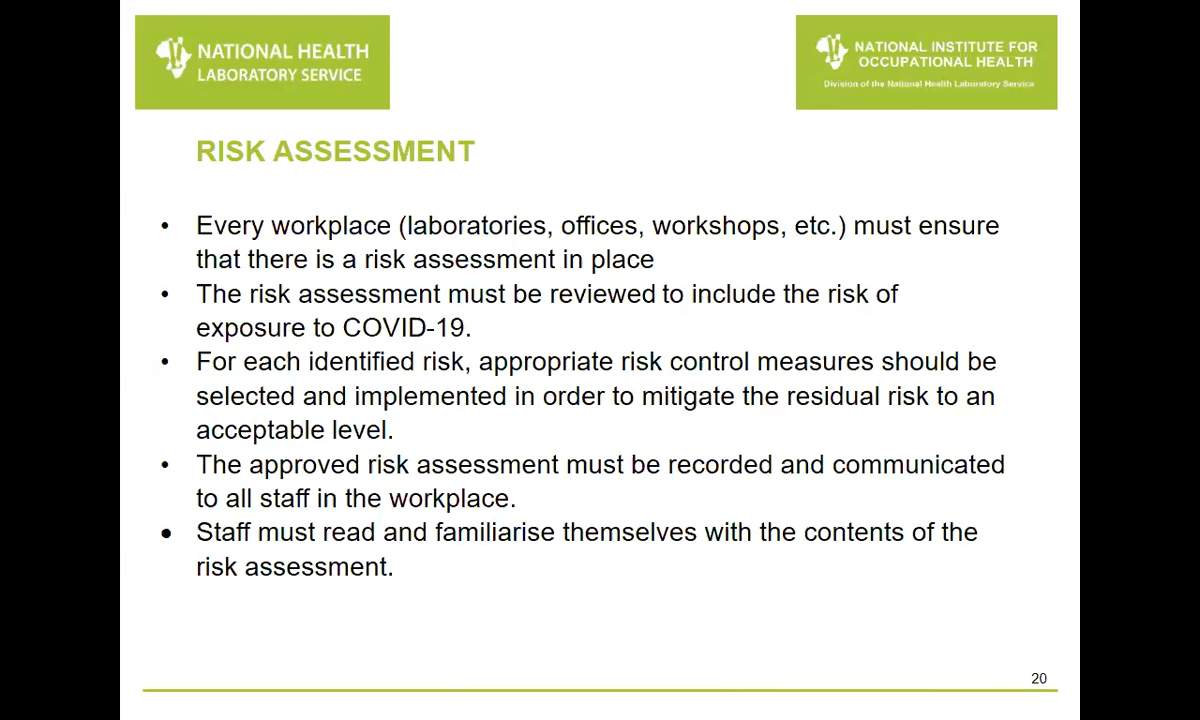 NATIONAL HEALTH
LABORATORY SERVICE
NATIONAL INSTITUTE FOR
OCCUPATIONAL HEALTH
Division of the National Health Laboratory Service
RISK ASSESSMENT
• Every workplace (laboratories, offices, workshops, etc.) must ensure
that there is a risk assessment in place
• The risk assessment must be reviewed to include the risk of
exposure to COVID-19.
• For each identified risk, appropriate risk control measures should be
selected and implemented in order to mitigate the residual risk to an
acceptable level.
• The approved risk assessment must be recorded and communicated
to all staff in the workplace.
• Staff must read and familiarise themselves with the contents of the
risk assessment.
20